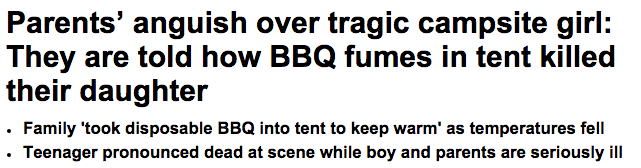 Parents’ anguish over tragic campsite girl:
They are told how BBQ fumes in tent killed
their daughter
• Family 'took disposable BBQ into tent to keep warm' as temperatures fell
• Teenager pronounced dead at scene while boy and parents are seriously ill